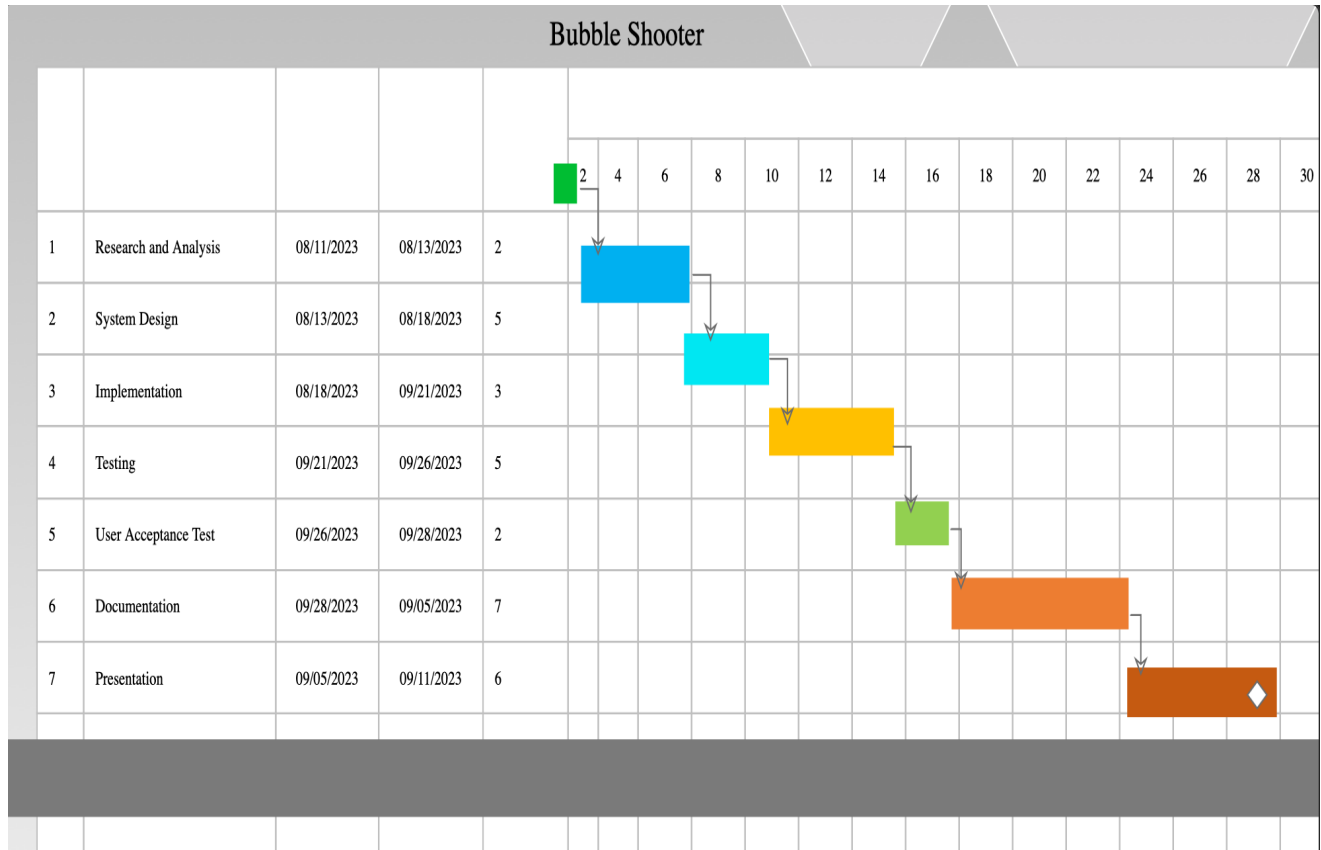 Bubble Shooter
2 4 6 8 10 12 14 16 18 20 22 24 26 28 30
1 Research and Analysis 08/11/2023 08/13/2023 2
2 System Design 08/13/2023 08/18/2023 5
3 Implementation 08/18/2023 09/21/2023 3
4 Testing 09/21/2023 09/26/2023 5
5 User Acceptance Test 09/26/2023 09/28/2023 2
6 Documentation 09/28/2023 09/05/2023 7
7 Presentation 09/05/2023 09/11/2023 6